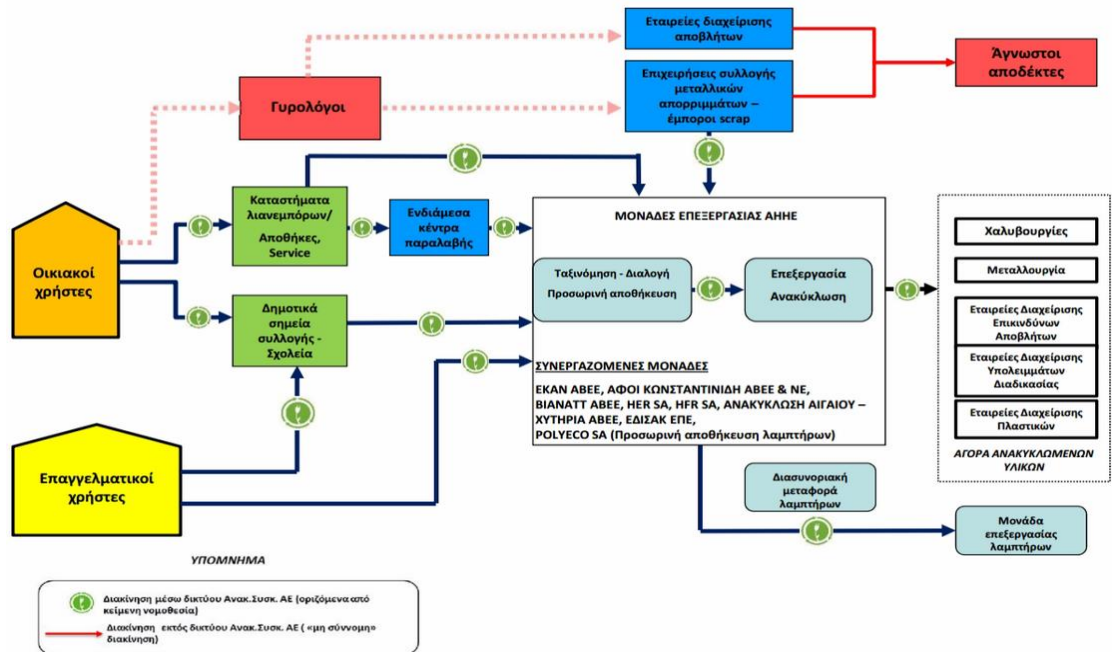 Εταιρείες διαχείρισης
αποβλήτων
Άγνωστοι
αποδέκτες
Γυρολόγοι
Επιχειρήσεις συλλογής
μεταλλικών
απορριμμάτων –
έμποροι scrap
Καταστήματα
λιανεμπόρων/
Αποθήκες,
Service
Ενδιάμεσα
κέντρα
παραλαβής
Οικιακοί
χρήστες
Δημοτικά
σημεία
συλλογής -
Σχολεία
Επαγγελματικοί
χρήστες
ΜΟΝΑΔΕΣ ΕΠΕΞΕΡΓΑΣΙΑΣ ΑΗΗΕ
Ταξινόμηση - Διαλογή
Προσωρινή αποθήκευση
Επεξεργασία
Ανακύκλωση
ΣΥΝΕΡΓΑΖΟΜΕΝΕΣ ΜΟΝΑΔΕΣ
ΕΚΑΝ ΑΒΕΕ, ΑΦΟΙ ΚΩΝΣΤΑΝΤΙΝΙΔΗ ΑΒΕΕ & ΝΕ,
ΒΙΑΝΑΤΤ ΑΒΕΕ, HER SA, HFR SA, ΑΝΑΚΥΚΛΩΣΗ ΑΙΓΑΙΟΥ –
ΧΥΤΗΡΙΑ ΑΒΕΕ, ΕΔΙΣΑΚ ΕΠΕ,
POLYECO SA (Προσωρινή αποθήκευση λαμπτήρων)
Χαλυβουργίες
Μεταλλουργία
Εταιρείες Διαχείρισης
Επικινδύνων
Αποβλήτων
Εταιρείες Διαχείρισης
Υπολειμμάτων
Διαδικασίας
Εταιρείες Διαχείρισης
Πλαστικών
ΑΓΟΡΑ ΑΝΑΚΥΚΛΩΜΕΝΩΝ
ΥΛΙΚΩΝ
Διασυνοριακή
μεταφορά
λαμπτήρων
Μονάδα
επεξεργασίας
λαμπτήρων
ΥΠΟΜΝΗΜΑ
Διακίνηση μέσω δικτύου Ανακ.Συσκ. ΑΕ (οριζόμενα από
κείμενη νομοθεσία)
Διακίνηση εκτός δικτύου Ανακ.Συσκ. ΑΕ ( «μη σύννομη»
διακίνηση)